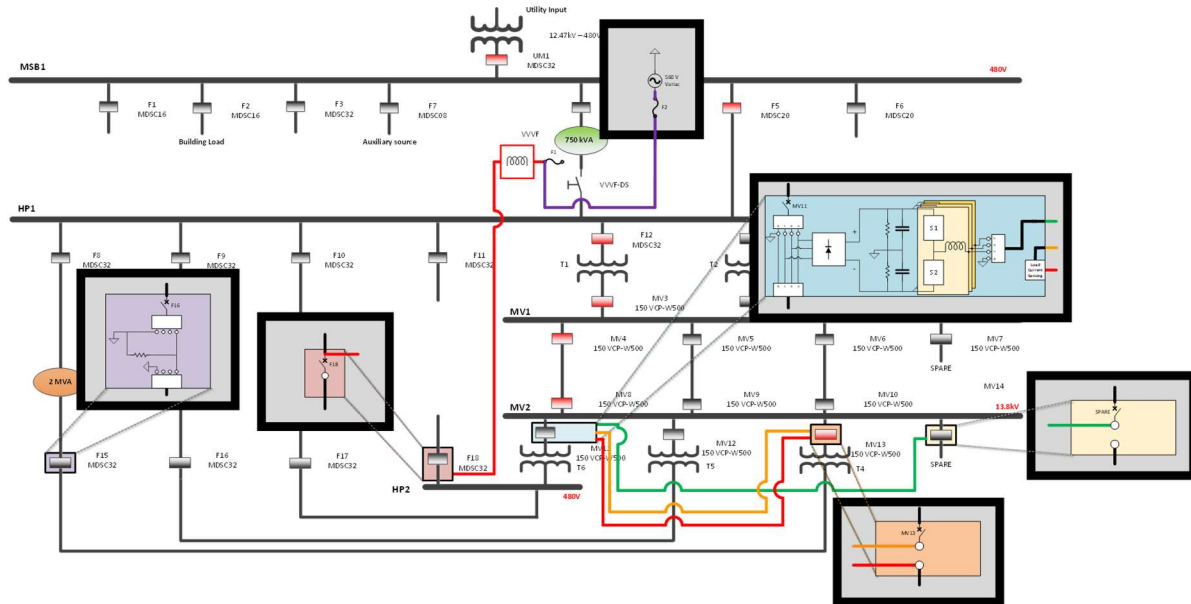 Utility Input
12.47kV – 480V
UM1
MDSC32
MSB1
480V
560 V
Variac
F2
F1
MDSC16
F2
MDSC16
F3
MDSC32
F7
MDSC08
F5
MDSC20
F6
MDSC20
Building Load
Auxiliary source
VVVF
F1
750 kVA
VVVF-DS
HP1
F8
MDSC32
F9
MDSC32
F10
MDSC32
F11
MDSC32
F12
MDSC32
T1
T2
MV11
+
-
S1
S2
Load
Current
Sensing
F15
F18
MV3
150 VCP-W500
MV1
MV4
150 VCP-W500
MV5
150 VCP-W500
MV6
150 VCP-W500
MV7
150 VCP-W500
SPARE
2 MVA
MV8
150 VCP-W500
MV9
150 VCP-W500
MV10
150 VCP-W500
MV14
MV2
13.8kV
SPARE
F15
MDSC32
F16
MDSC32
F17
MDSC32
F18
MDSC32
150 VCP-W500
T6
MV12
150 VCP-W500
T5
MV13
150 VCP-W500
T4
SPARE
HP2
480V
MV13